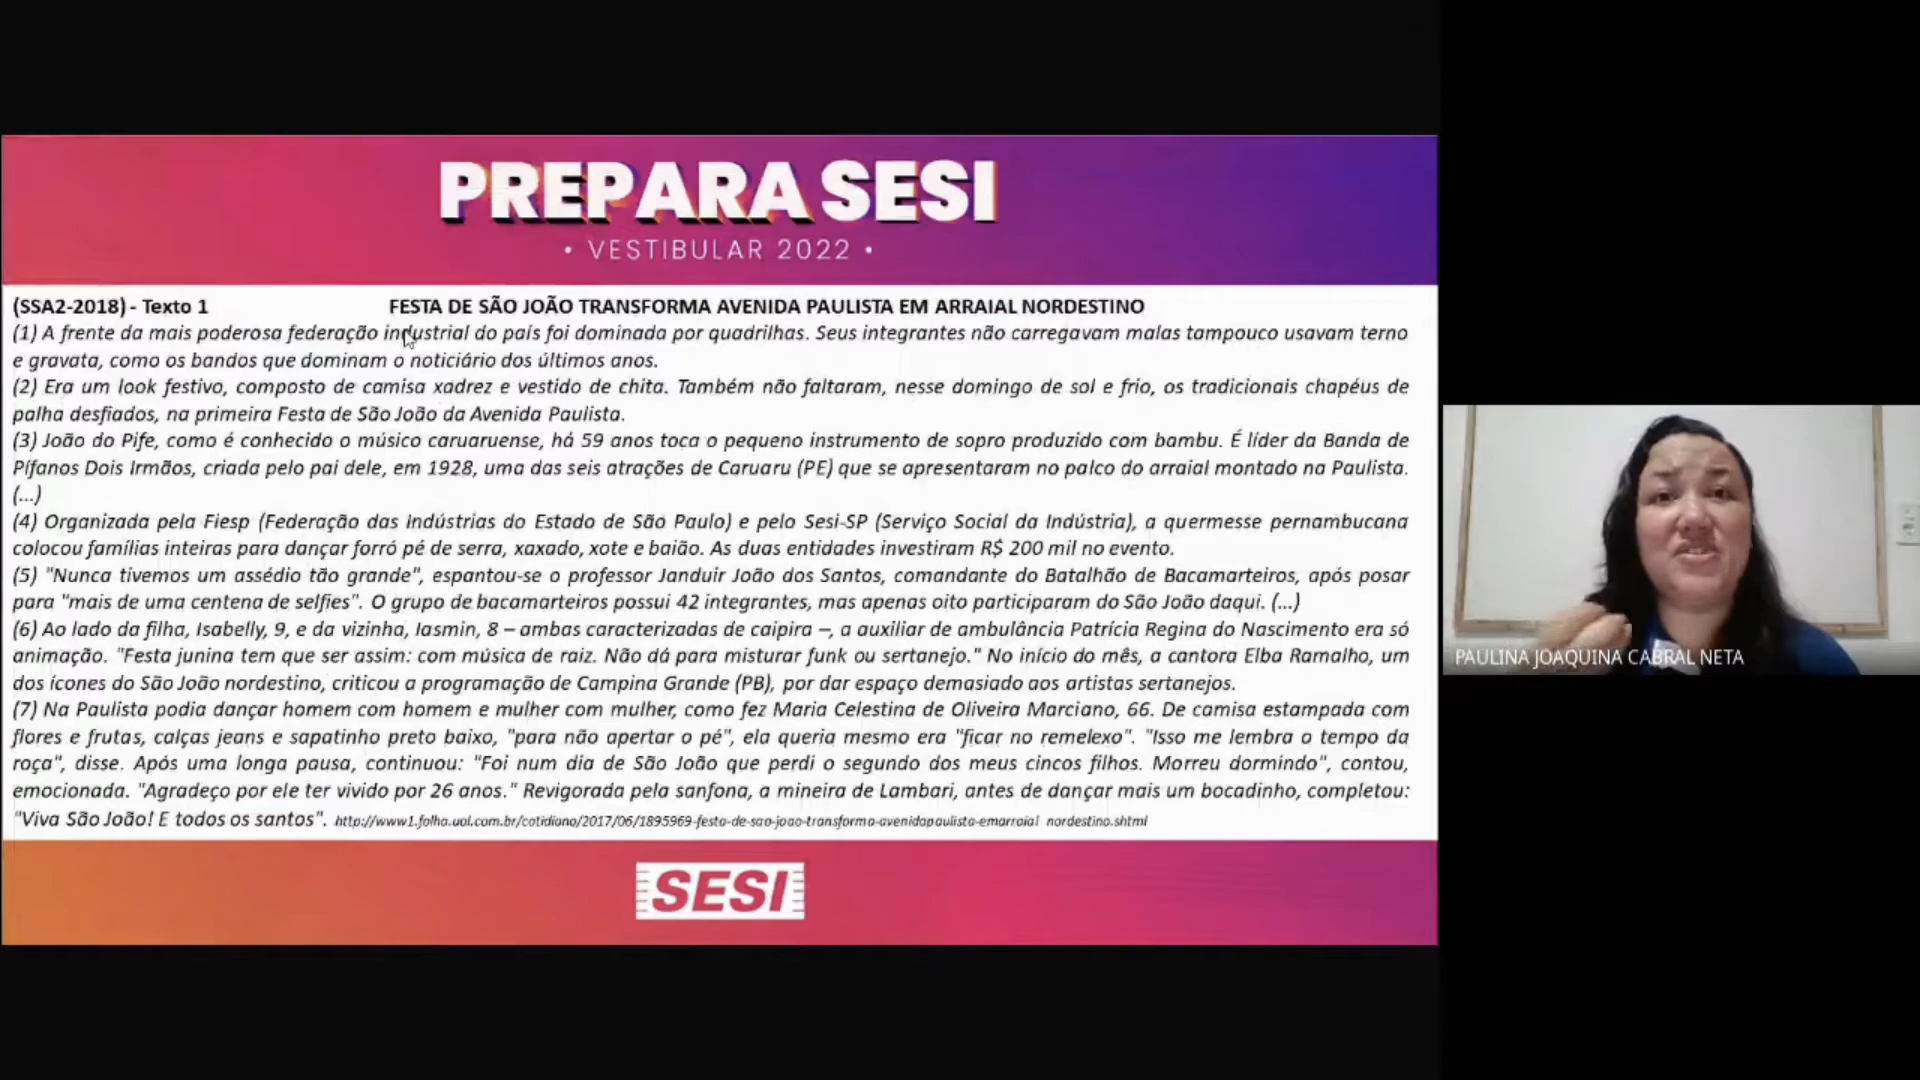 PREPARA SESI
• VESTIBULAR 2022 •
(SSA2-2018) - Texto 1 FESTA DE SÃO JOÃO TRANSFORMA AVENIDA PAULISTA EM ARRAIAL NORDESTINO
(1) A frente da mais poderosa federação industrial do país foi dominada por quadrilhas. Seus integrantes não carregavam malas tampouco usavam terno
e gravata, como os bandos que dominam o noticiário dos últimos anos.
(2) Era um look festivo, composto de camisa xadrez e vestido de chita. Também não faltaram, nesse domingo de sol e frio, os tradicionais chapéus de
palha desfiados, na primeira Festa de São João da Avenida Paulista.
(3) João do Pife, como é conhecido o músico caruaruense, há 59 anos toca o pequeno instrumento de sopro produzido com bambu. É líder da Banda de
Pífanos Dois Irmãos, criada pelo pai dele, em 1928, uma das seis atrações de Caruaru (PE) que se apresentaram no palco do arraial montado na Paulista.
(...)
(4) Organizada pela Fiesp (Federação das Indústrias do Estado de São Paulo) e pelo Sesi-SP (Serviço Social da Indústria), a quermesse pernambucana
colocou famílias inteiras para dançar forró pé de serra, xaxado, xote e baião. As duas entidades investiram R$ 200 mil no evento.
(5) "Nunca tivemos um assédio tão grande", espantou-se o professor Janduir João dos Santos, comandante do Batalhão de Bacamarteiros, após posar
para "mais de uma centena de selfies". O grupo de bacamarteiros possui 42 integrantes, mas apenas oito participaram do São João daqui. (...)
(6) Ao lado da filha, Isabelly, 9, e da vizinha, Iasmin, 8 – ambas caracterizadas de caipira –, a auxiliar de ambulância Patrícia Regina do Nascimento era só
animação. "Festa junina tem que ser assim: com música de raiz. Não dá para misturar funk ou sertanejo." No início do mês, a cantora Elba Ramalho, um
dos ícones do São João nordestino, criticou a programação de Campina Grande (PB), por dar espaço demasiado aos artistas sertanejos.
(7) Na Paulista podia dançar homem com homem e mulher com mulher, como fez Maria Celestina de Oliveira Marciano, 66. De camisa estampada com
flores e frutas, calças jeans e sapatinho preto baixo, "para não apertar o pé", ela queria mesmo era "ficar no remelexo". "Isso me lembra o tempo da
roça", disse. Após uma longa pausa, continuou: "Foi num dia de São João que perdi o segundo dos meus cincos filhos. Morreu dormindo", contou,
emocionada. "Agradeço por ele ter vivido por 26 anos." Revigorada pela sanfona, a mineira de Lambari, antes de dançar mais um bocadinho, completou:
"Viva São João! E todos os santos". http://www1.folha.uol.com.br/cotidiano/2017/06/1895969-festa-de-sao-joao-transforma-avenidapaulista-emarraial nordestino.shtml
SESI
PAULINA JOAQUINA CABRAL NETA